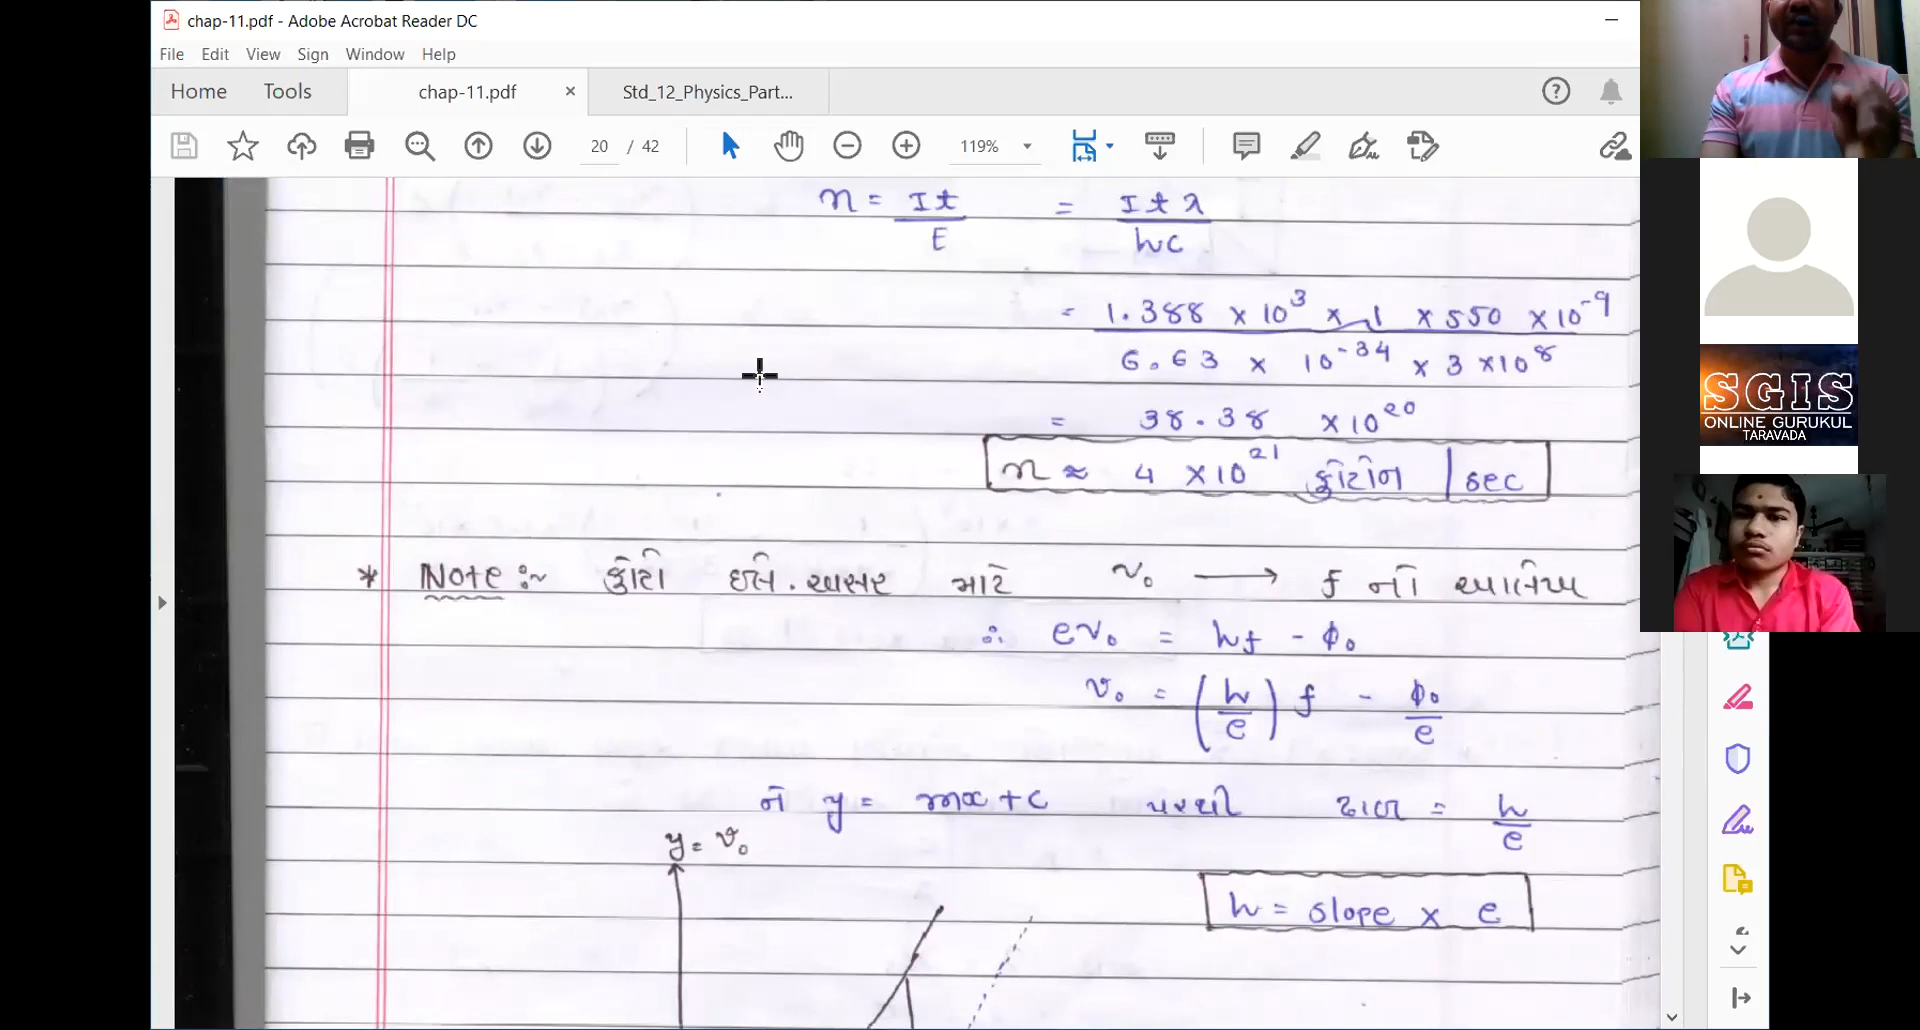 chap-11.pdf - Adobe Acrobat Reader DC
File Edit View Sign Window Help
Home Tools chap-11.pdf × Std_12_Physics_Part...
20 / 42 119%
n = It/E = Itλ/hc
= 1.388 × 10³ × 1 × 550 × 10⁻⁹ / 6.63 × 10⁻³⁴ × 3 × 10⁸
= 38.38 × 10²⁰
n ≈ 4 × 10²¹ ફોટોન / sec
* Note :~ ફોટો ઇલે. અસર માટે v₀ → f નો આલેખ
∴ ev₀ = hf - ϕ₀
v₀ = (h/e) f - ϕ₀/e
ને y = mx + c પરથી ઢાળ = h/e
y = v₀
h = slope × e
SGIS
ONLINE GURUKUL
TARAVADA